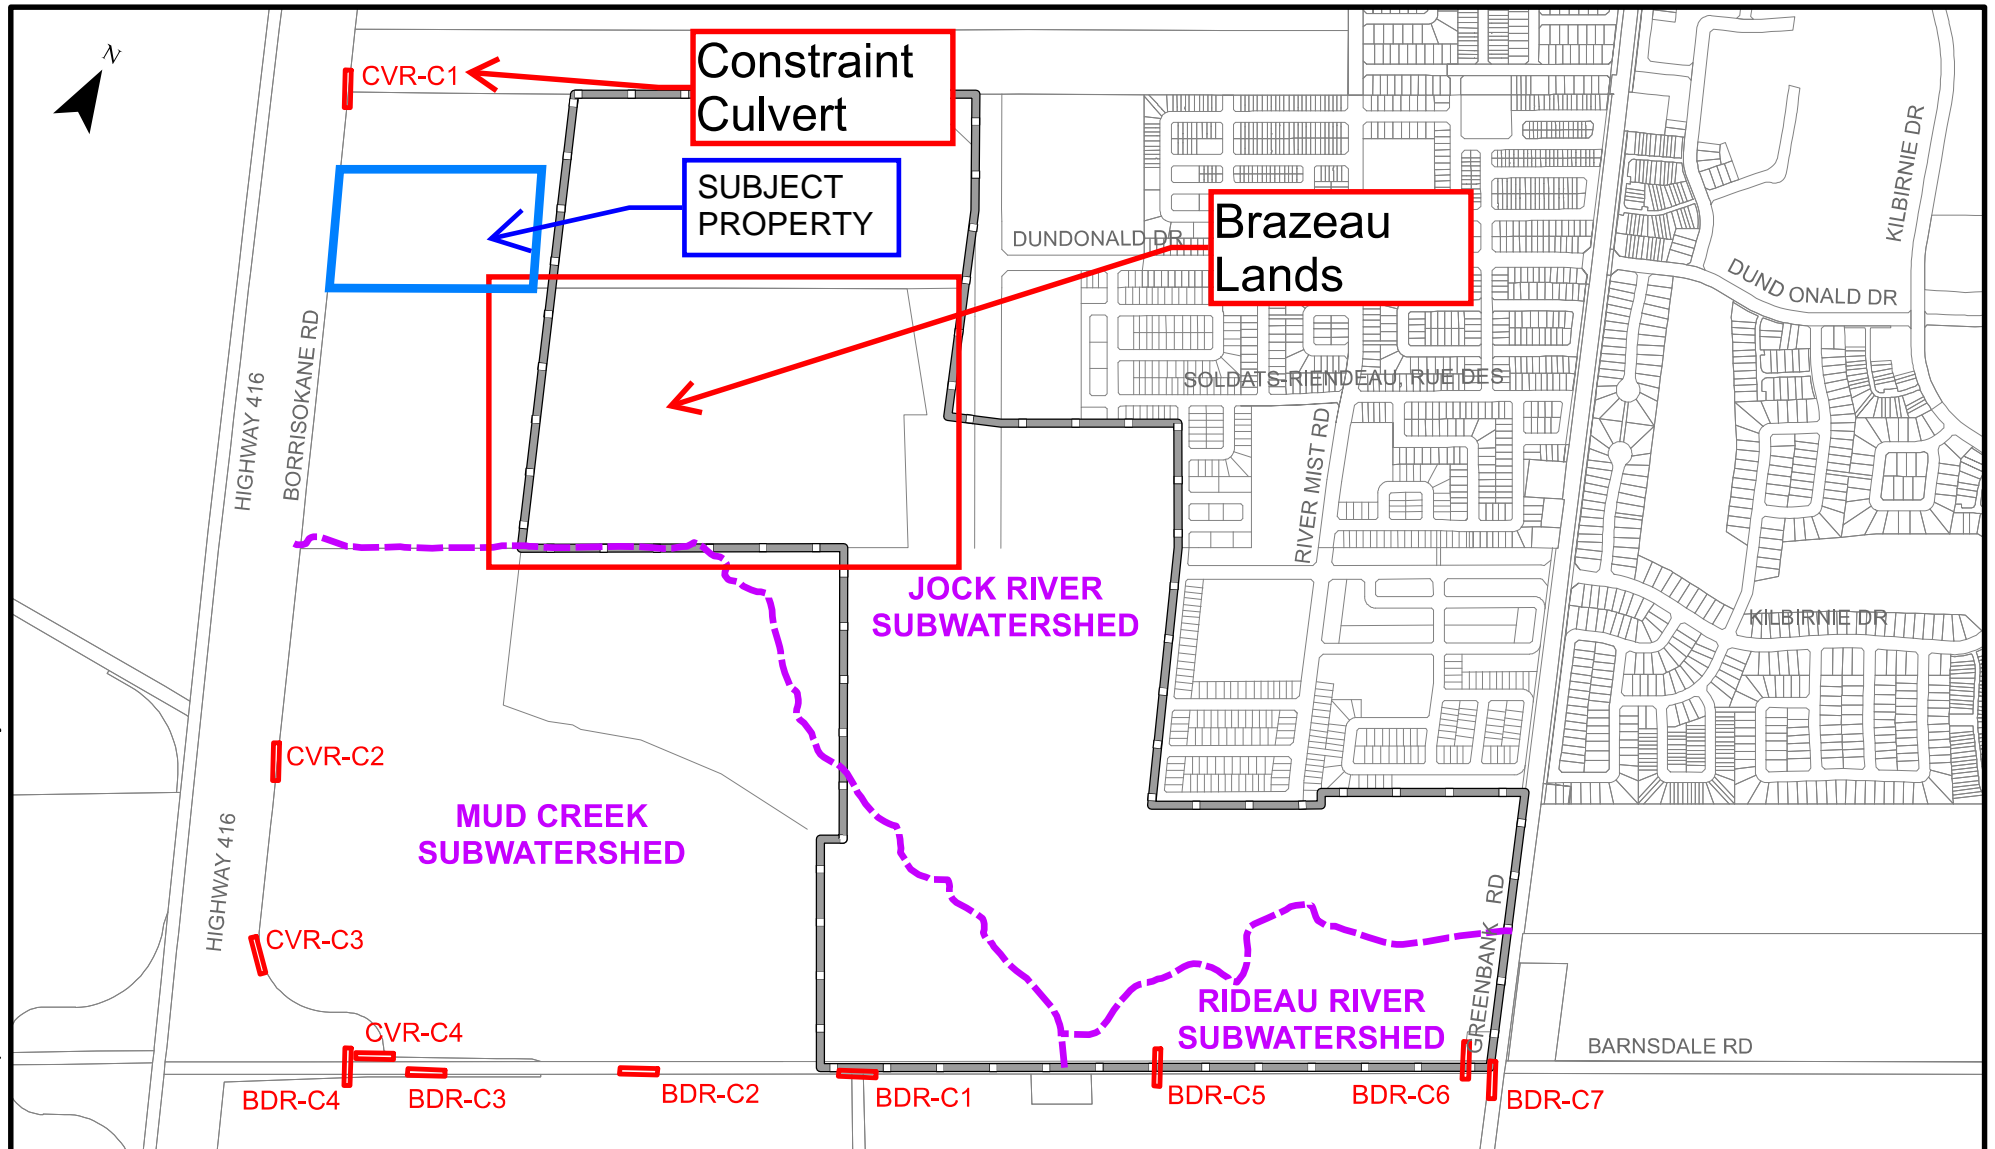 N
CVR-C1
Constraint
Culvert
SUBJECT
PROPERTY
Brazeau
Lands
DUNDONALD DR
KILBIRNIE DR
DUND ONALD DR
HIGHWAY 416
BORRISOKANE RD
SOLDATS-RIENDEAU, RUE DES
RIVER MIST RD
JOCK RIVER
SUBWATERSHED
KILBIRNIE DR
CVR-C2
MUD CREEK
SUBWATERSHED
HIGHWAY 416
CVR-C3
GREENBANK RD
RIDEAU RIVER
SUBWATERSHED
CVR-C4
BARNSDALE RD
BDR-C4
BDR-C3
BDR-C2
BDR-C1
BDR-C5
BDR-C6
BDR-C7